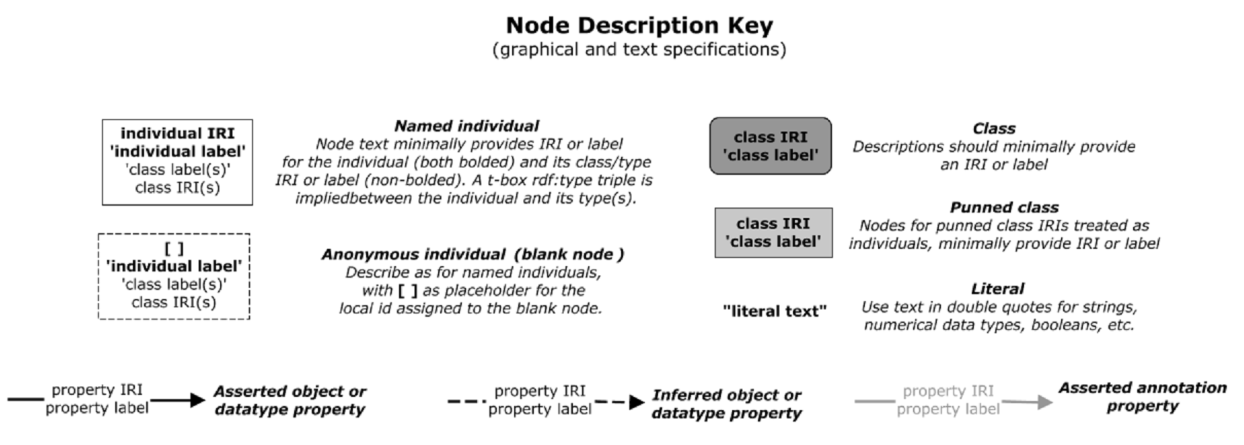 Node Description Key
(graphical and text specifications)
individual IRI
'individual label'
'class label(s)'
class IRI(s)
Named individual
Node text minimally provides IRI or label
for the individual (both bolded) and its class/type
IRI or label (non-bolded). A t-box rdf:type triple is
impliedbetween the individual and its type(s).
class IRI
'class label'
Class
Descriptions should minimally provide
an IRI or label
[ ]
'individual label'
'class label(s)'
class IRI(s)
Anonymous individual (blank node)
Describe as for named individuals,
with [ ] as placeholder for the
local id assigned to the blank node.
class IRI
'class label'
Punned class
Nodes for punned class IRIs treated as
individuals, minimally provide IRI or label
"literal text"
Literal
Use text in double quotes for strings,
numerical data types, booleans, etc.
property IRI
property label
Asserted object or
datatype property
property IRI
property label
Inferred object or
datatype property
property IRI
property label
Asserted annotation
property